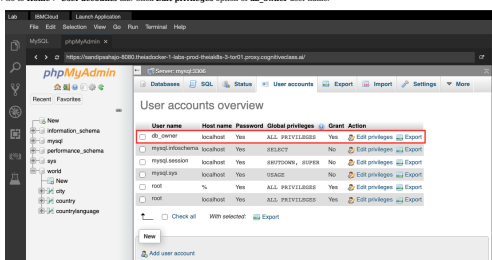 Lab IBMCloud Launch Application
File Edit Selection View Go Run Terminal Help
MySQL phpMyAdmin ×
https://sandipsahajo-8080.theiadocker-1-labs-prod-theiak8s-3-tor01.proxy.cognitiveclass.ai/
phpMyAdmin
Server: mysql:3306
Databases SQL Status User accounts Export Import Settings More
Recent Favorites
New
information_schema
mysql
performance_schema
sys
world
New
city
country
countrylanguage
User accounts overview
User name Host name Password Global privileges Grant Action
db_owner localhost Yes ALL PRIVILEGES Yes Edit privileges Export
mysql.infoschema localhost Yes SELECT No Edit privileges Export
mysql.session localhost Yes SHUTDOWN, SUPER No Edit privileges Export
mysql.sys localhost Yes USAGE No Edit privileges Export
root % Yes ALL PRIVILEGES Yes Edit privileges Export
root localhost Yes ALL PRIVILEGES Yes Edit privileges Export
Check all With selected: Export
New
Add user account